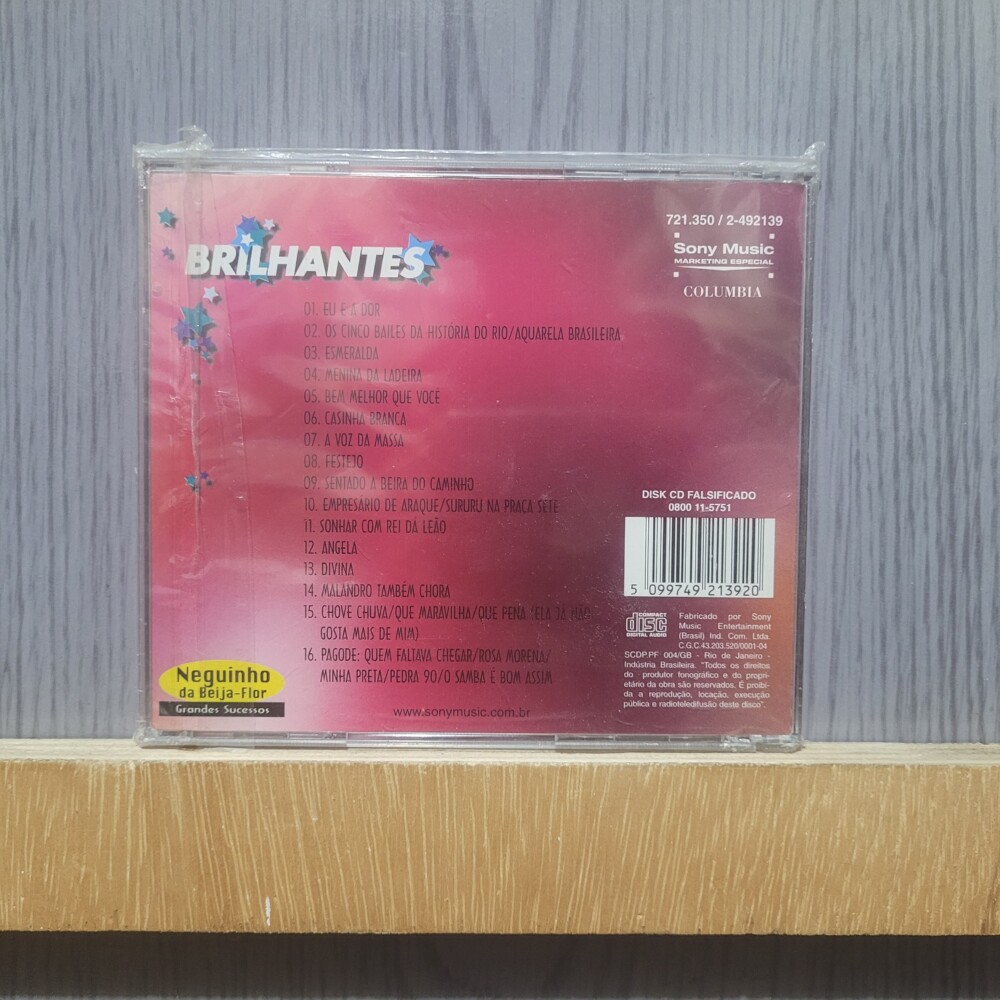 721.350 / 2-492139
BRILHANTES
Sony Music
MARKETING ESPECIAL
COLUMBIA
01. EU E A DOR
02. OS CINCO BAILES DA HISTÓRIA DO RIO/AQUARELA BRASILEIRA
03. ESMERALDA
04. MENINA DA LADEIRA
05. BEM MELHOR QUE VOCÊ
06. CASINHA BRANCA
07. A VOZ DA MASSA
08. FESTEJO
09. SENTADO A BEIRA DO CAMINHO
10. EMPRESÁRIO DE ARAQUE/SURURU NA PRAÇA SETE
11. SONHAR COM REI DÁ LEÃO
12. ANGELA
13. DIVINA
14. MALANDRO TAMBÉM CHORA
15. CHOVE CHUVA/QUE MARAVILHA/QUE PENA (ELA JÁ NÃO
GOSTA MAIS DE MIM)
16. PAGODE: QUEM FALTAVA CHEGAR/ROSA MORENA/
MINHA PRETA/PEDRA 90/O SAMBA É BOM ASSIM
DISK CD FALSIFICADO
0800 11-5751
5 099749 213920
COMPACT
disc
DIGITAL AUDIO
Fabricado por Sony
Music Entertainment
(Brasil) Ind. Com. Ltda.
C.G.C.43.203.520/0001-04
SCDP.PF 004/GB - Rio de Janeiro -
Indústria Brasileira. "Todos os direitos
do produtor fonográfico e do propri-
etário da obra são reservados. É proibi-
da a reprodução, locação, execução
pública e radioteledifusão deste disco".
Neguinho
da Beija-Flor
Grandes Sucessos
www.sonymusic.com.br